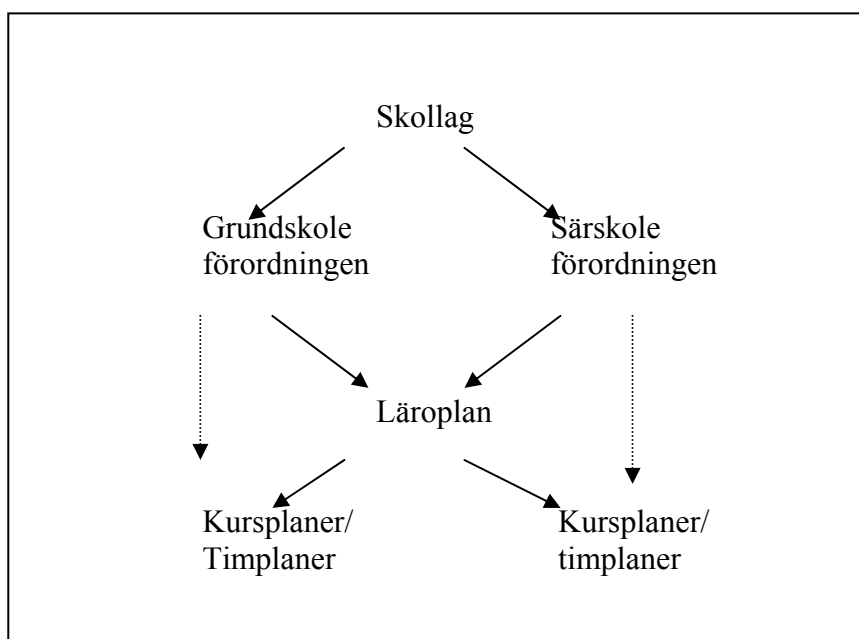 Skollag
Grundskole
förordningen
Särskole
förordningen
Läroplan
Kursplaner/
Timplaner
Kursplaner/
timplaner